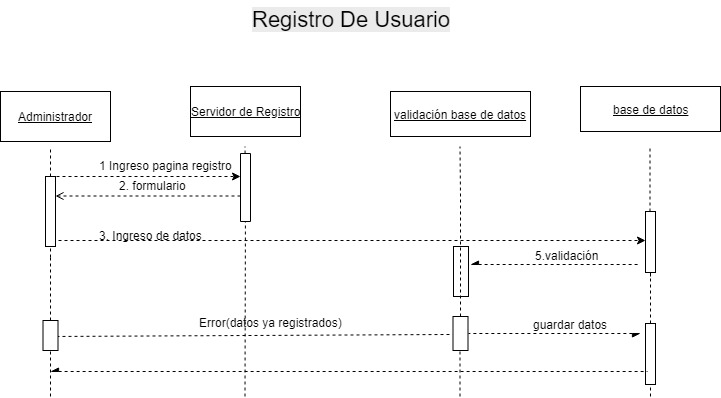 Registro De Usuario
Administrador
Servidor de Registro
validación base de datos
base de datos
1 Ingreso pagina registro
2. formulario
3. Ingreso de datos
5.validación
Error(datos ya registrados)
guardar datos